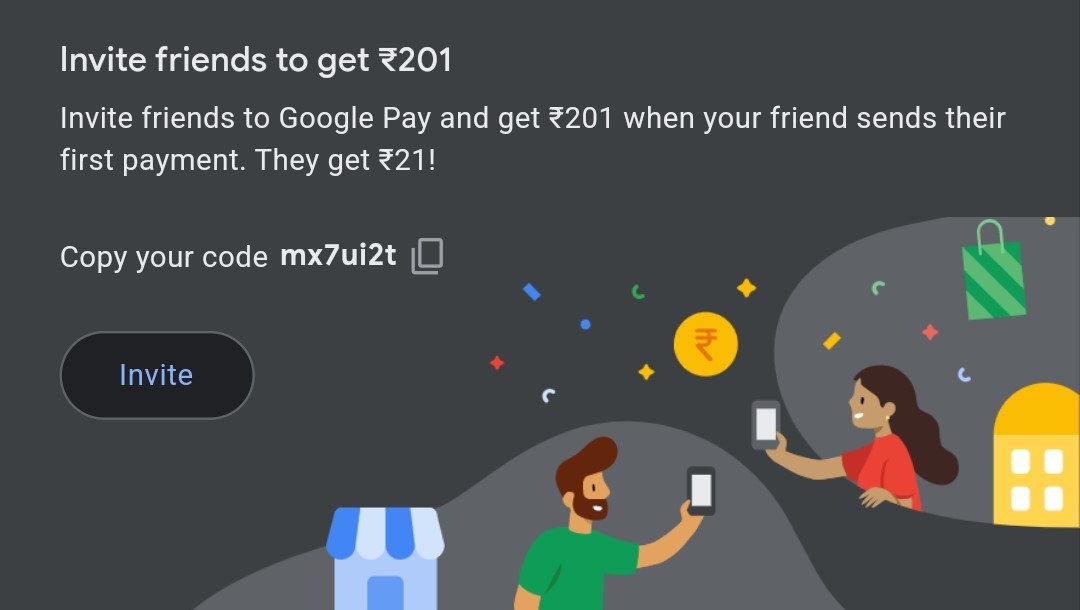 Invite friends to get ₹201
Invite friends to Google Pay and get ₹201 when your friend sends their
first payment. They get ₹21!
Copy your code mx7ui2t
₹
Invite